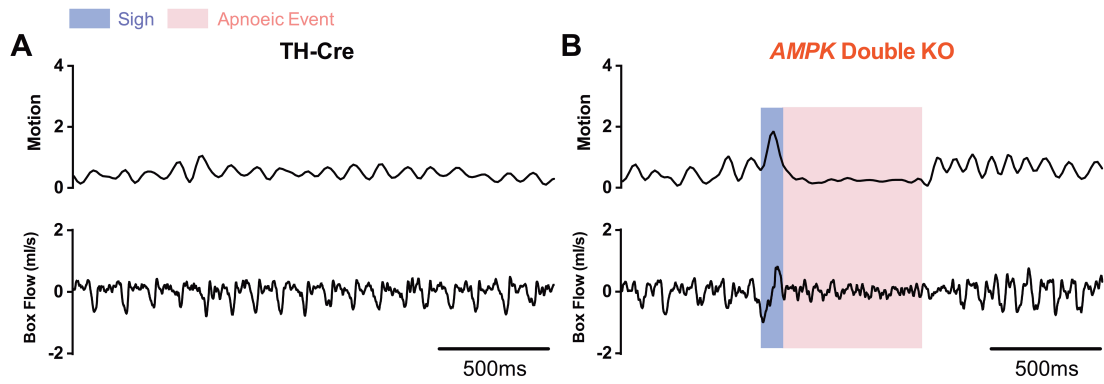 Sigh Apnoeic Event
A TH-Cre
B AMPK Double KO
Motion
4
2
0
Box Flow (ml/s)
2
0
-2
500ms
Motion
4
2
0
Box Flow (ml/s)
2
0
-2
500ms